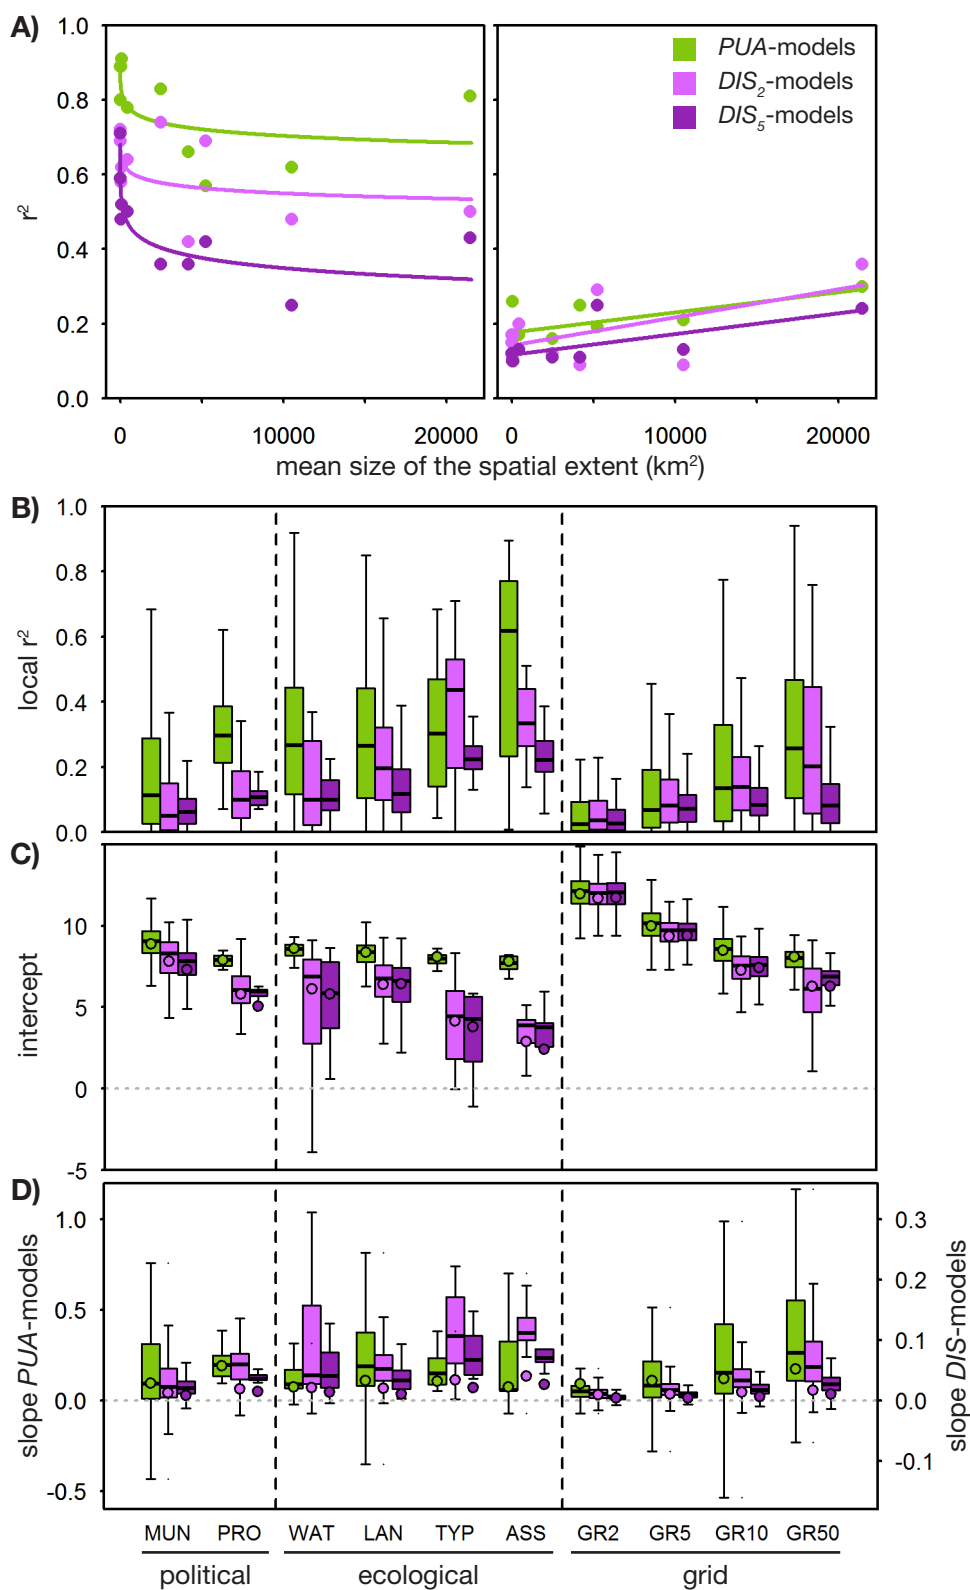 A)
1.0
0.8
0.6
0.4
0.2
0.0
r²
PUA-models
DIS₂-models
DIS₅-models
0 10000 20000 0 10000 20000
mean size of the spatial extent (km²)
B)
1.0
0.8
0.6
0.4
0.2
0.0
local r²
C)
10
5
0
-5
intercept
D)
1.0
0.5
0.0
-0.5
slope PUA-models
0.3
0.2
0.1
0.0
-0.1
slope DIS-models
MUN PRO WAT LAN TYP ASS GR2 GR5 GR10 GR50
political ecological grid